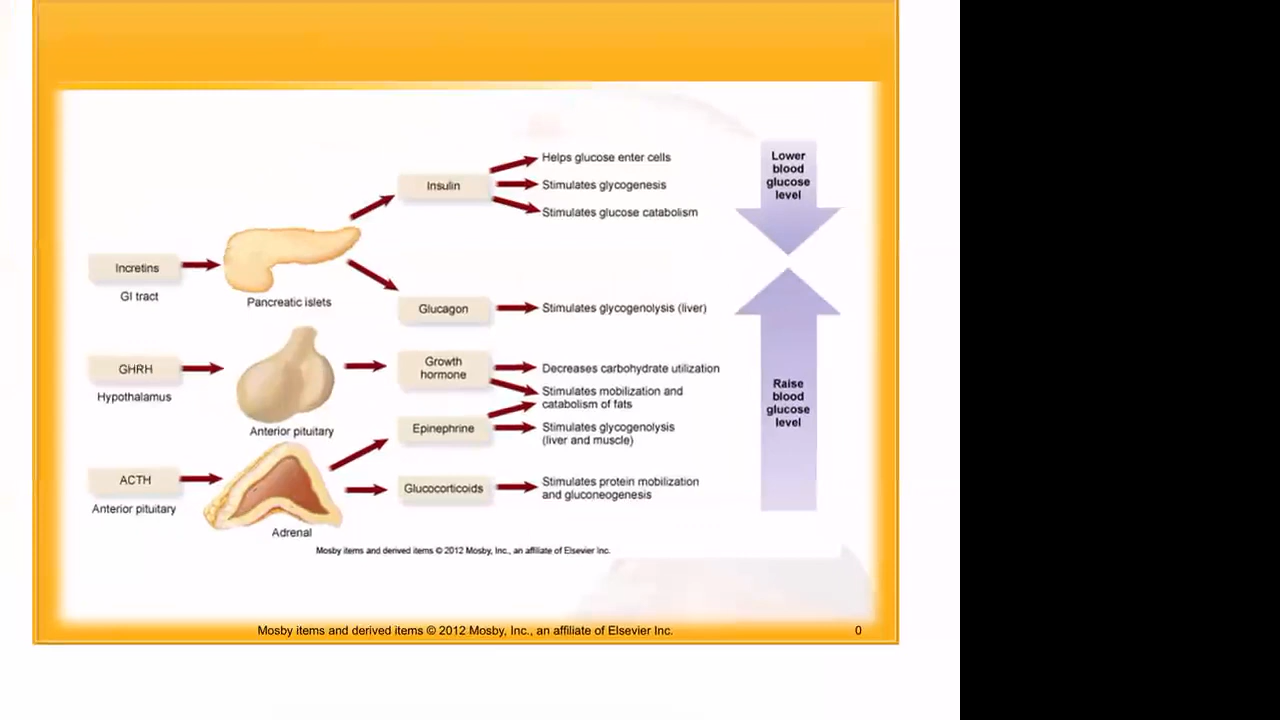 Helps glucose enter cells
Insulin
Stimulates glycogenesis
Stimulates glucose catabolism
Lower
blood
glucose
level
Incretins
GI tract
Pancreatic islets
Glucagon
Stimulates glycogenolysis (liver)
GHRH
Hypothalamus
Anterior pituitary
Growth
hormone
Decreases carbohydrate utilization
Stimulates mobilization and
catabolism of fats
Epinephrine
Stimulates glycogenolysis
(liver and muscle)
Raise
blood
glucose
level
ACTH
Anterior pituitary
Adrenal
Glucocorticoids
Stimulates protein mobilization
and gluconeogenesis
Mosby items and derived items © 2012 Mosby, Inc., an affiliate of Elsevier Inc.
Mosby items and derived items © 2012 Mosby, Inc., an affiliate of Elsevier Inc.
0